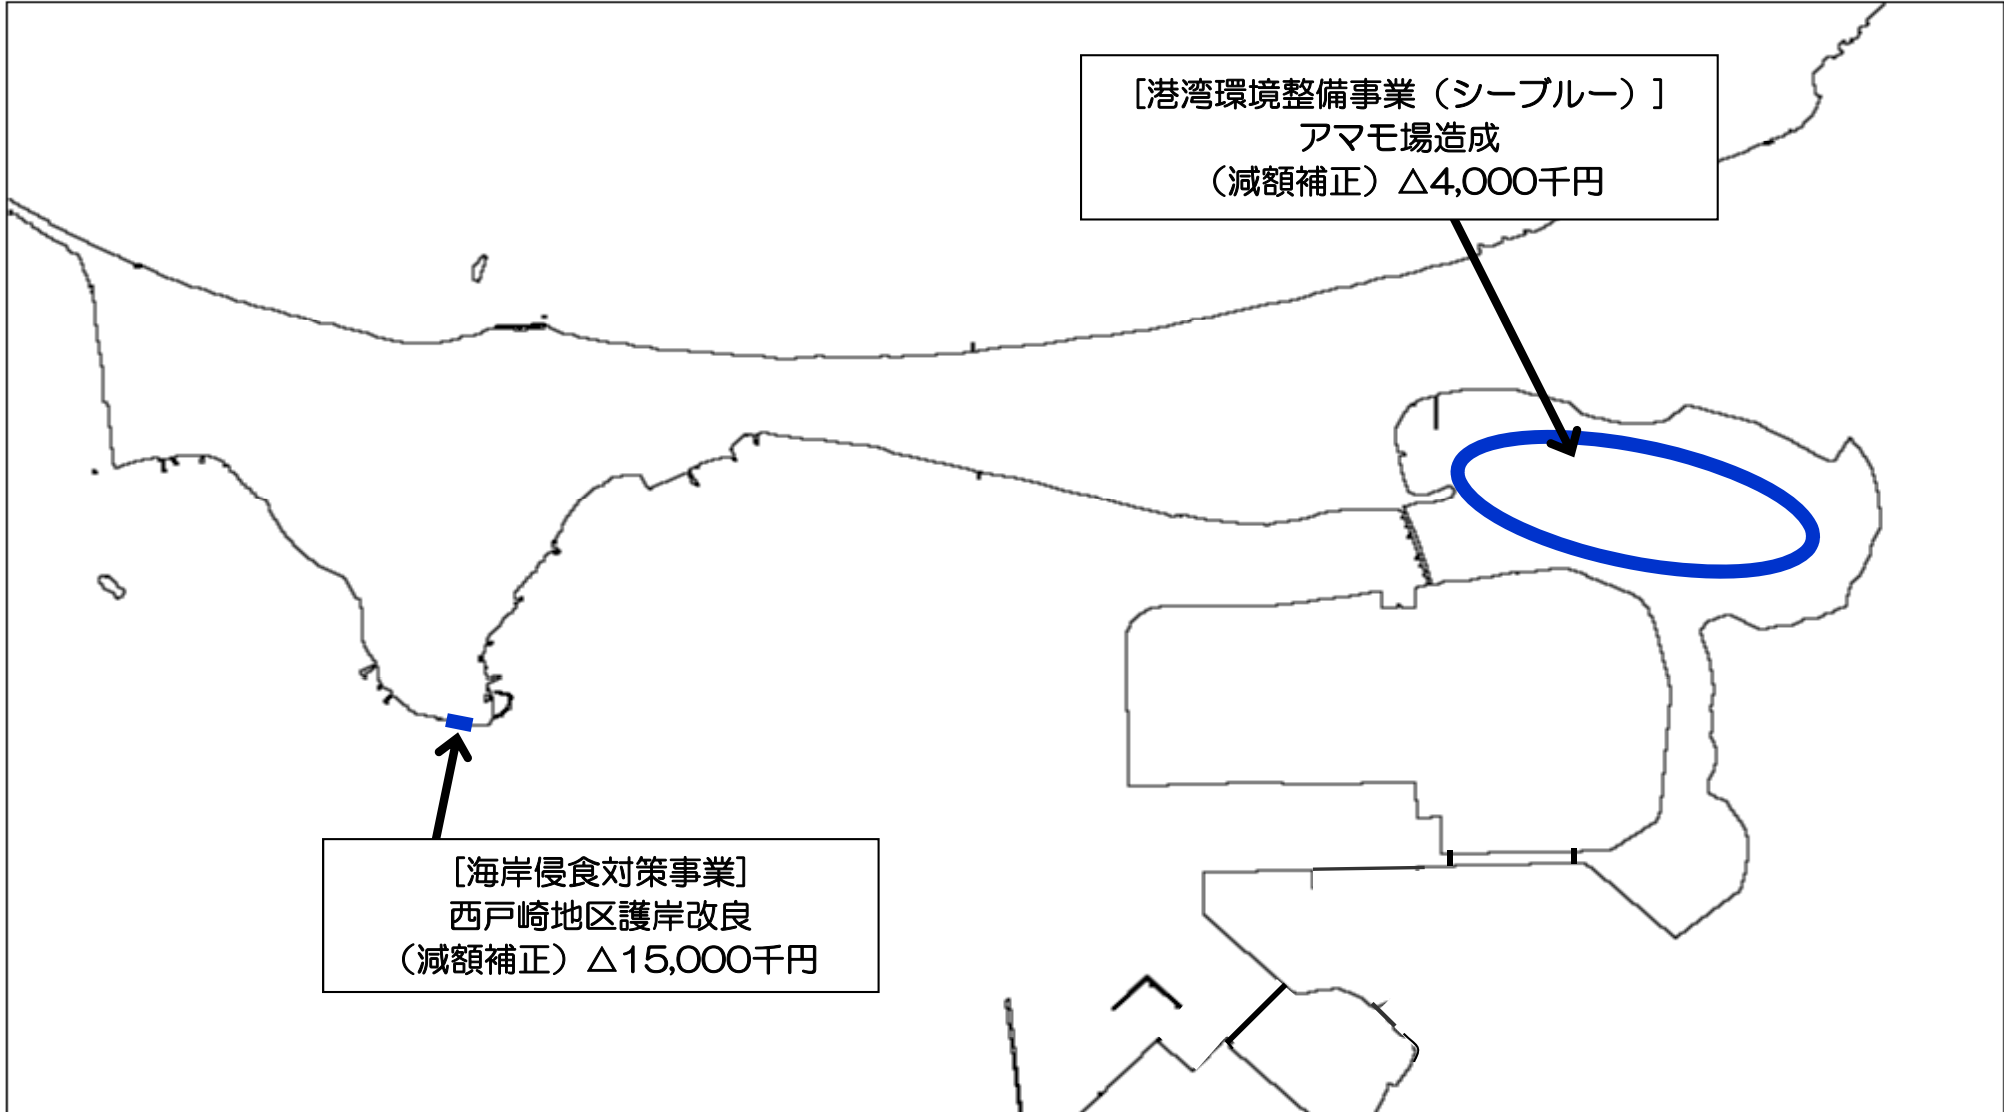 [港湾環境整備事業（シーブルー）]
アマモ場造成
（減額補正）△4,000千円
[海岸侵食対策事業]
西戸崎地区護岸改良
（減額補正）△15,000千円